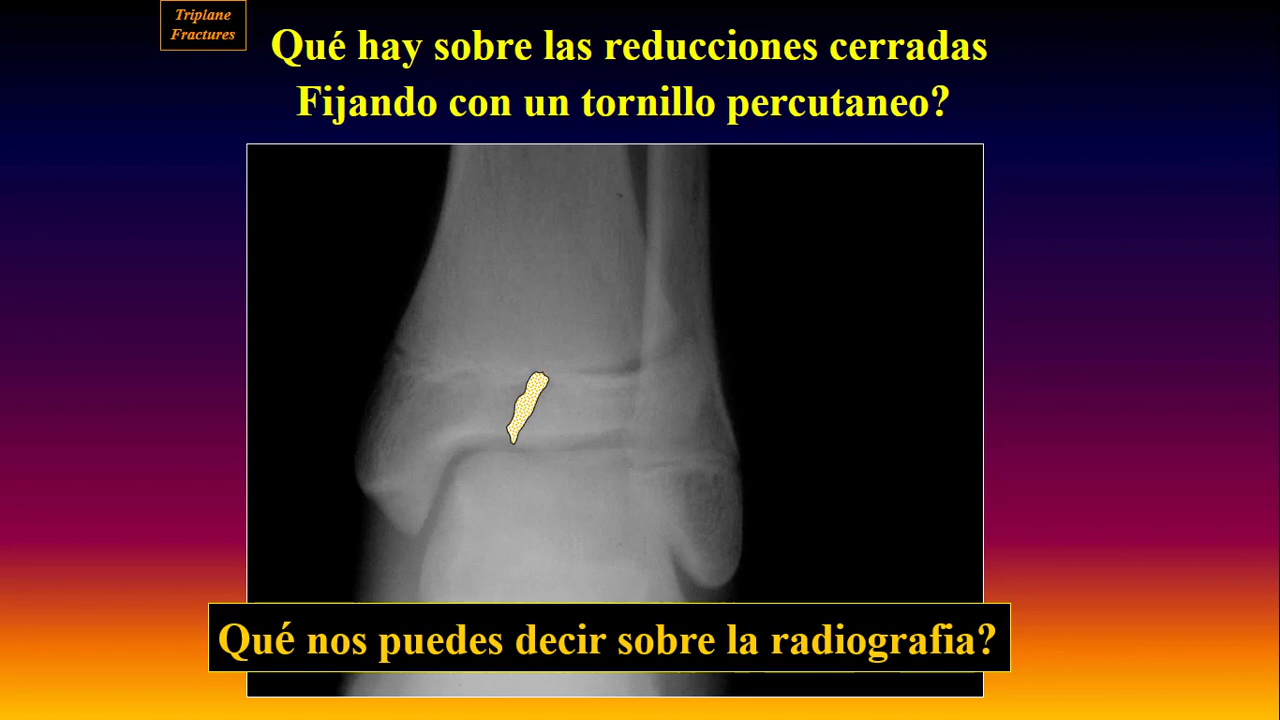 Triplane
Fractures
Qué hay sobre las reducciones cerradas
Fijando con un tornillo percutaneo?
Qué nos puedes decir sobre la radiografia?